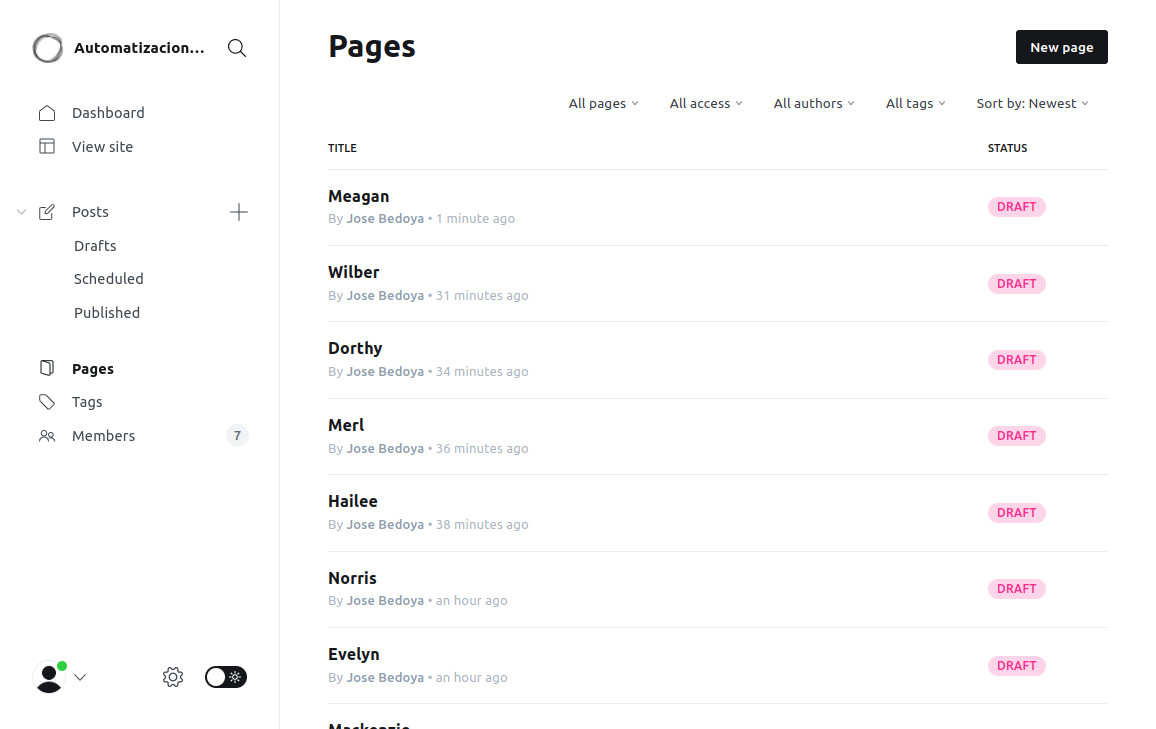 Automatizacion...
Dashboard
View site
Posts
Drafts
Scheduled
Published
Pages
Tags
Members 7
Pages
New page
All pages All access All authors All tags Sort by: Newest
TITLE STATUS
Meagan
By Jose Bedoya • 1 minute ago
DRAFT
Wilber
By Jose Bedoya • 31 minutes ago
DRAFT
Dorthy
By Jose Bedoya • 34 minutes ago
DRAFT
Merl
By Jose Bedoya • 36 minutes ago
DRAFT
Hailee
By Jose Bedoya • 38 minutes ago
DRAFT
Norris
By Jose Bedoya • an hour ago
DRAFT
Evelyn
By Jose Bedoya • an hour ago
DRAFT
Mackenzie